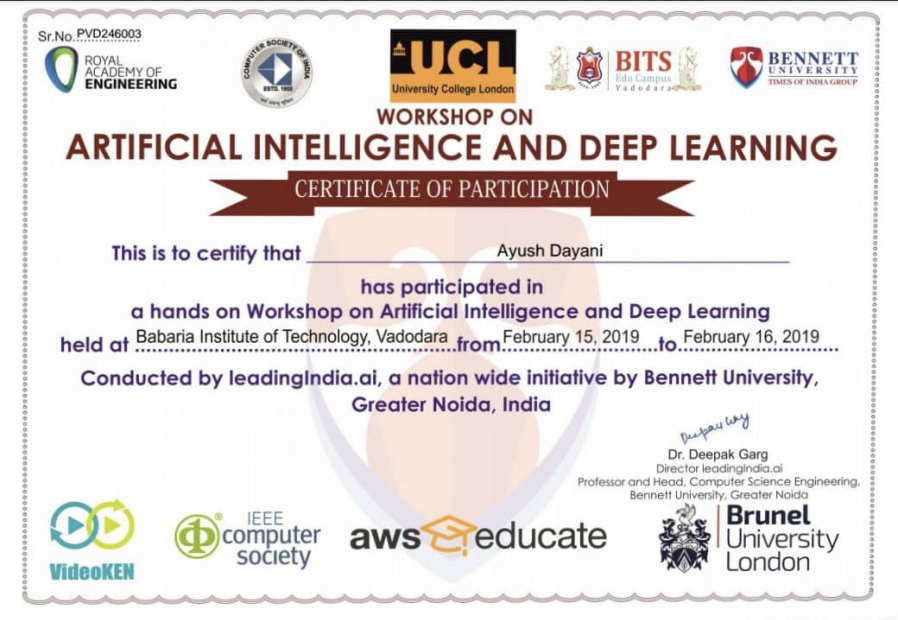 Sr.No. PVD246003
ROYAL
ACADEMY OF
ENGINEERING
COMPUTER SOCIETY OF INDIA
ESTD. 1965
UCL
University College London
BITS
Edu Campus
Vadodara
BENNETT
UNIVERSITY
TIMES OF INDIA GROUP
WORKSHOP ON
ARTIFICIAL INTELLIGENCE AND DEEP LEARNING
CERTIFICATE OF PARTICIPATION
This is to certify that Ayush Dayani
has participated in
a hands on Workshop on Artificial Intelligence and Deep Learning
held at Babaria Institute of Technology, Vadodara from February 15, 2019 to February 16, 2019
Conducted by leadingIndia.ai, a nation wide initiative by Bennett University,
Greater Noida, India
Dr. Deepak Garg
Director leadingIndia.ai
Professor and Head, Computer Science Engineering,
Bennett University, Greater Noida
VideoKEN
IEEE
computer
society
aws educate
Brunel
University
London